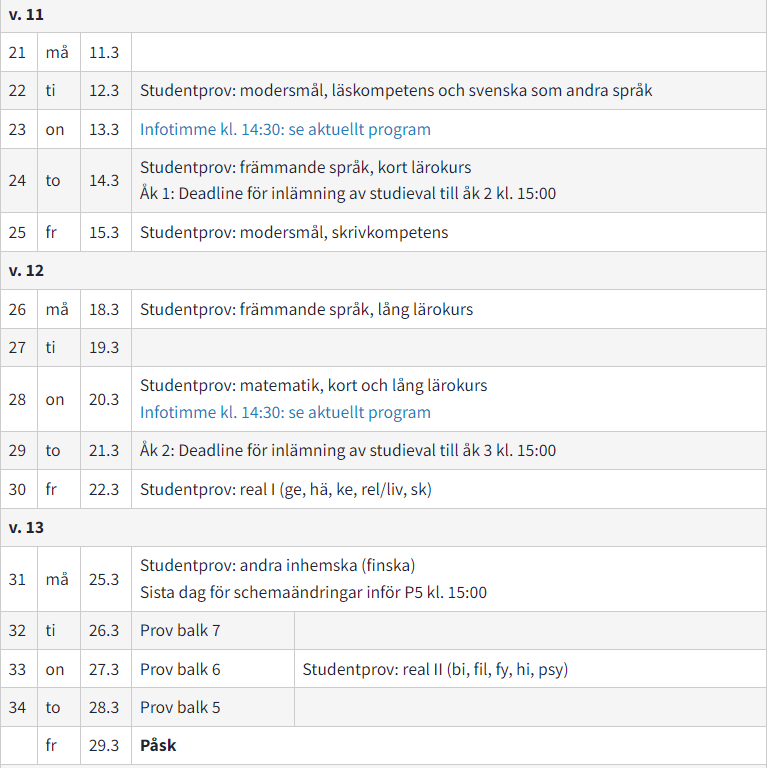 v. 11
21 må 11.3
22 ti 12.3 Studentprov: modersmål, läskompetens och svenska som andra språk
23 on 13.3 Infotimme kl. 14:30: se aktuellt program
24 to 14.3 Studentprov: främmande språk, kort lärokurs
Åk 1: Deadline för inlämning av studieval till åk 2 kl. 15:00
25 fr 15.3 Studentprov: modersmål, skrivkompetens
v. 12
26 må 18.3 Studentprov: främmande språk, lång lärokurs
27 ti 19.3
28 on 20.3 Studentprov: matematik, kort och lång lärokurs
Infotimme kl. 14:30: se aktuellt program
29 to 21.3 Åk 2: Deadline för inlämning av studieval till åk 3 kl. 15:00
30 fr 22.3 Studentprov: real I (ge, hä, ke, rel/liv, sk)
v. 13
31 må 25.3 Studentprov: andra inhemska (finska)
Sista dag för schemaändringar inför P5 kl. 15:00
32 ti 26.3 Prov balk 7
33 on 27.3 Prov balk 6 Studentprov: real II (bi, fil, fy, hi, psy)
34 to 28.3 Prov balk 5
fr 29.3 Påsk